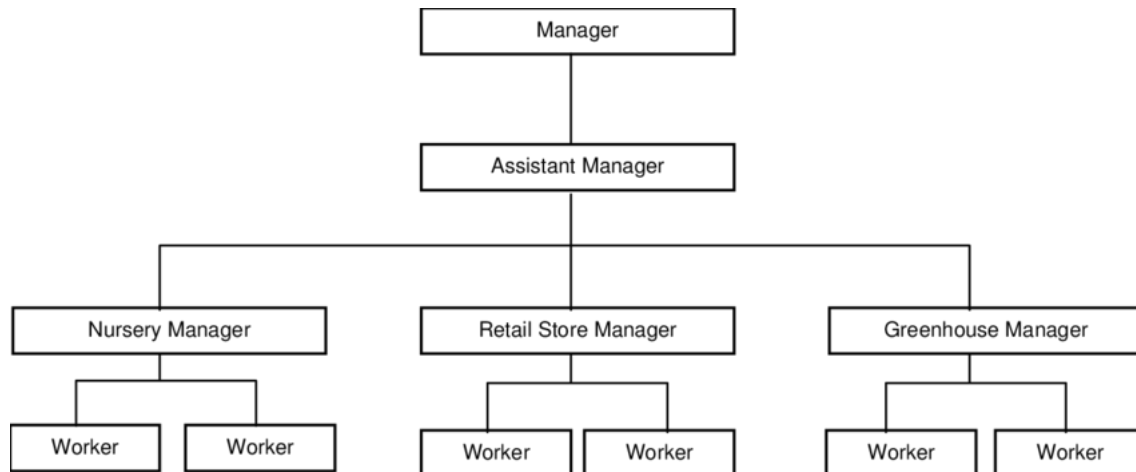 Manager
Assistant Manager
Nursery Manager
Retail Store Manager
Greenhouse Manager
Worker
Worker
Worker
Worker
Worker
Worker